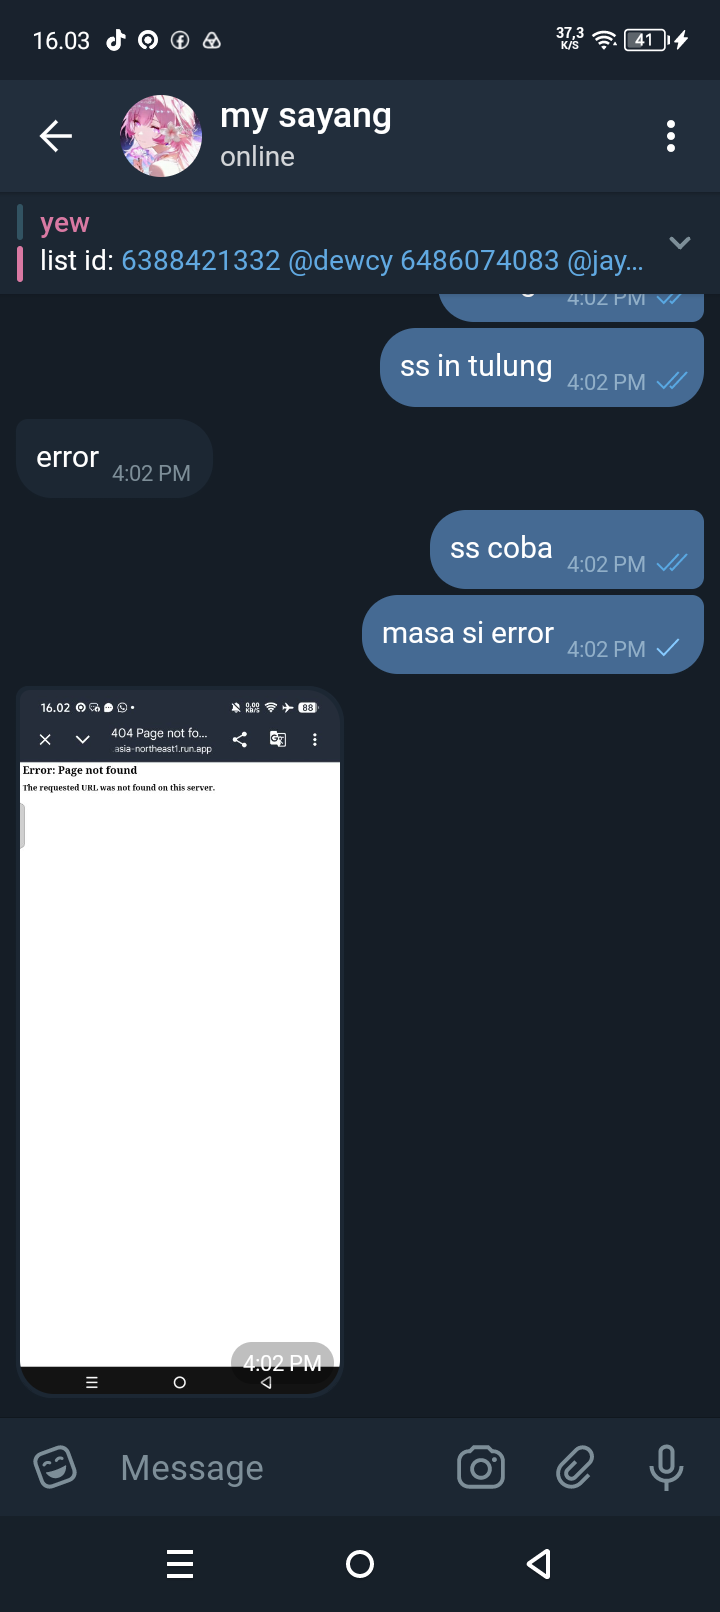 16.03
37,3
K/S
41
my sayang
online
yew
list id: 6388421332 @dewcy 6486074083 @jay...
4:02 PM
ss in tulung 4:02 PM
error 4:02 PM
ss coba 4:02 PM
masa si error 4:02 PM
16.02
0,00
KB/S
88
404 Page not fo...
asia-northeast1.run.app
Error: Page not found
The requested URL was not found on this server.
4:02 PM
Message